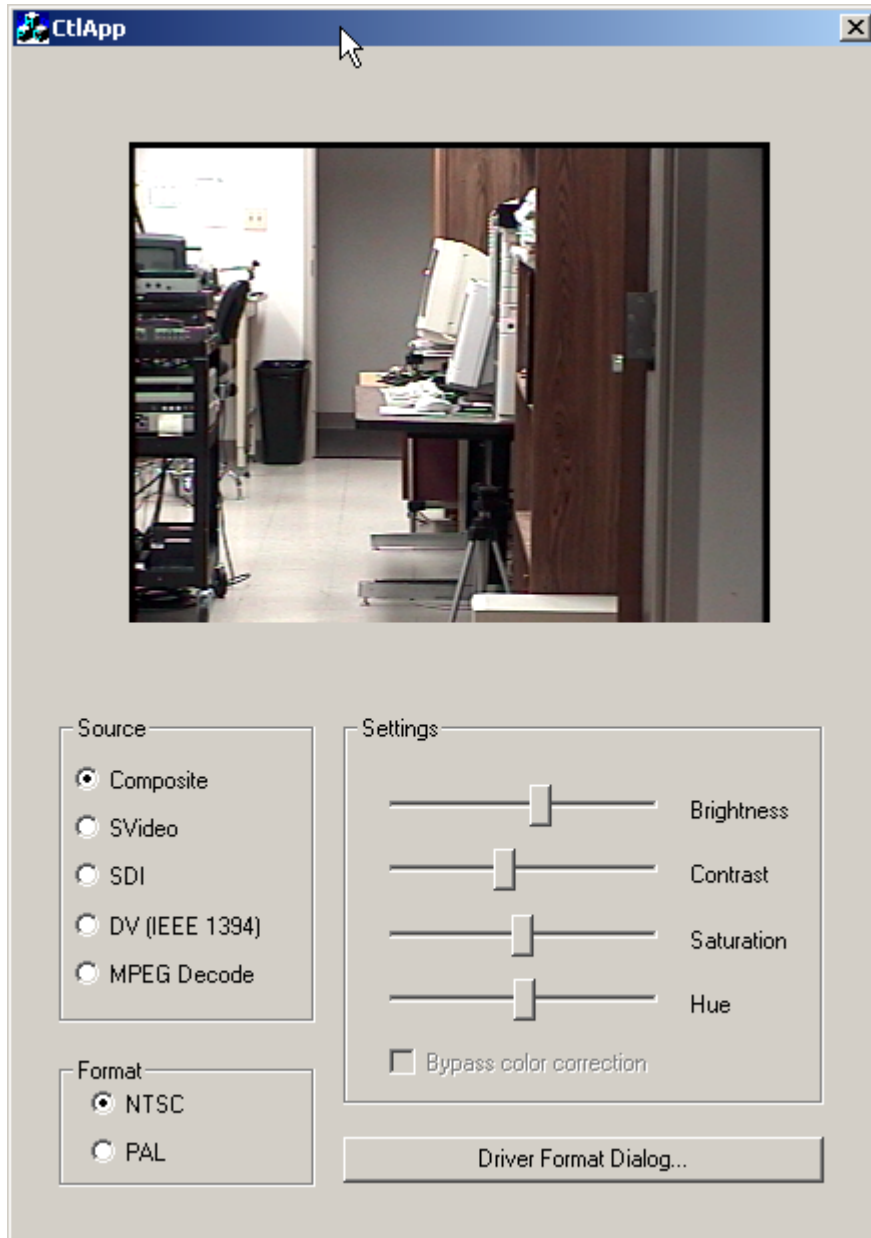 CtlApp
Source
Composite
SVideo
SDI
DV (IEEE 1394)
MPEG Decode
Format
NTSC
PAL
Settings
Brightness
Contrast
Saturation
Hue
Bypass color correction
Driver Format Dialog...